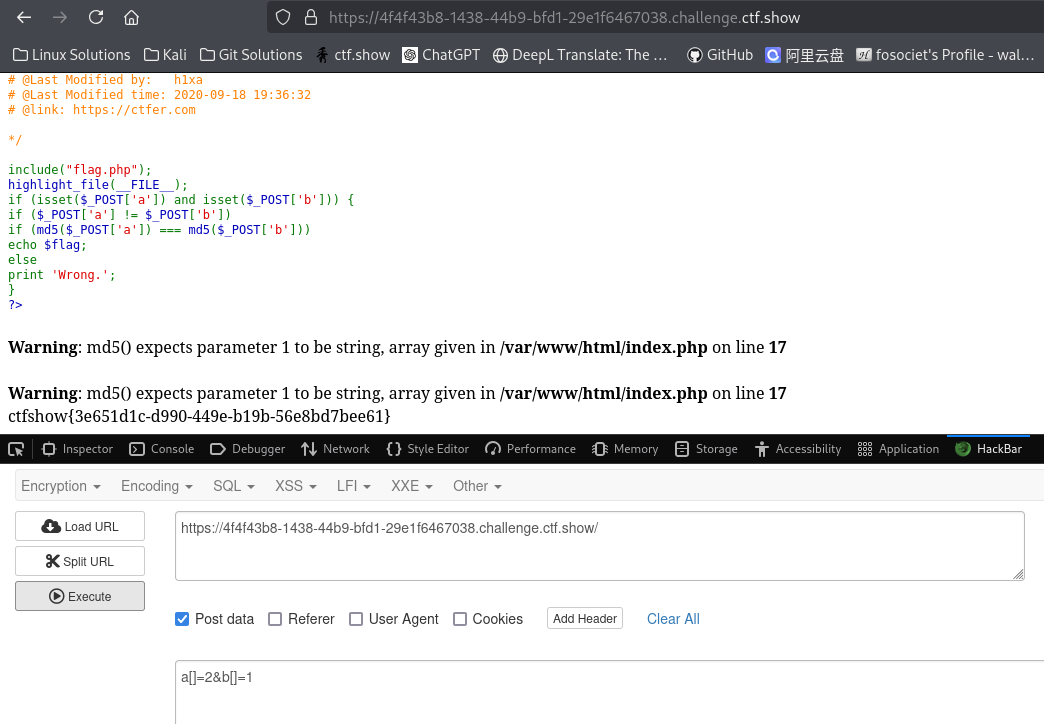 https://4f4f43b8-1438-44b9-bfd1-29e1f6467038.challenge.ctf.show
Linux Solutions Kali Git Solutions ctf.show ChatGPT DeepL Translate: The … GitHub 阿里云盘 fosociet's Profile - wal…
# @Last Modified by:   h1xa
# @Last Modified time: 2020-09-18 19:36:32
# @link: https://ctfer.com
*/
include("flag.php");
highlight_file(__FILE__);
if (isset($_POST['a']) and isset($_POST['b'])) {
if ($_POST['a'] != $_POST['b'])
if (md5($_POST['a']) === md5($_POST['b']))
echo $flag;
else
print 'Wrong.';
}
?>
Warning: md5() expects parameter 1 to be string, array given in /var/www/html/index.php on line 17
Warning: md5() expects parameter 1 to be string, array given in /var/www/html/index.php on line 17
ctfshow{3e651d1c-d990-449e-b19b-56e8bd7bee61}
Inspector Console Debugger Network Style Editor Performance Memory Storage Accessibility Application HackBar
Encryption Encoding SQL XSS LFI XXE Other
Load URL
https://4f4f43b8-1438-44b9-bfd1-29e1f6467038.challenge.ctf.show/
Split URL
Execute
Post data Referer User Agent Cookies Add Header Clear All
a[]=2&b[]=1